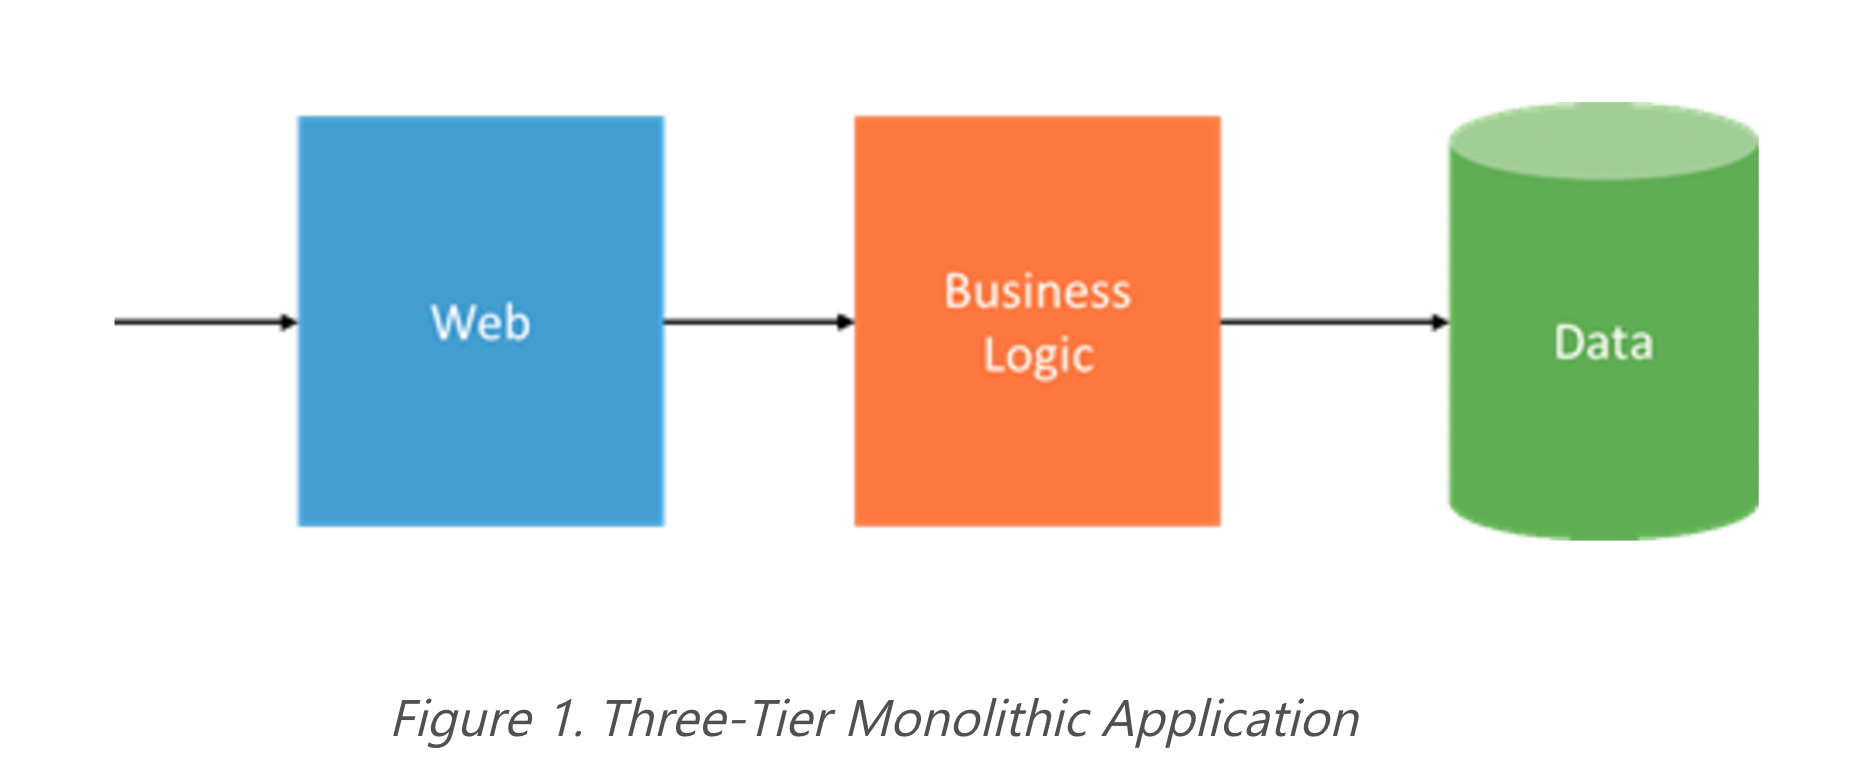 Web
Business
Logic
Data
Figure 1. Three-Tier Monolithic Application